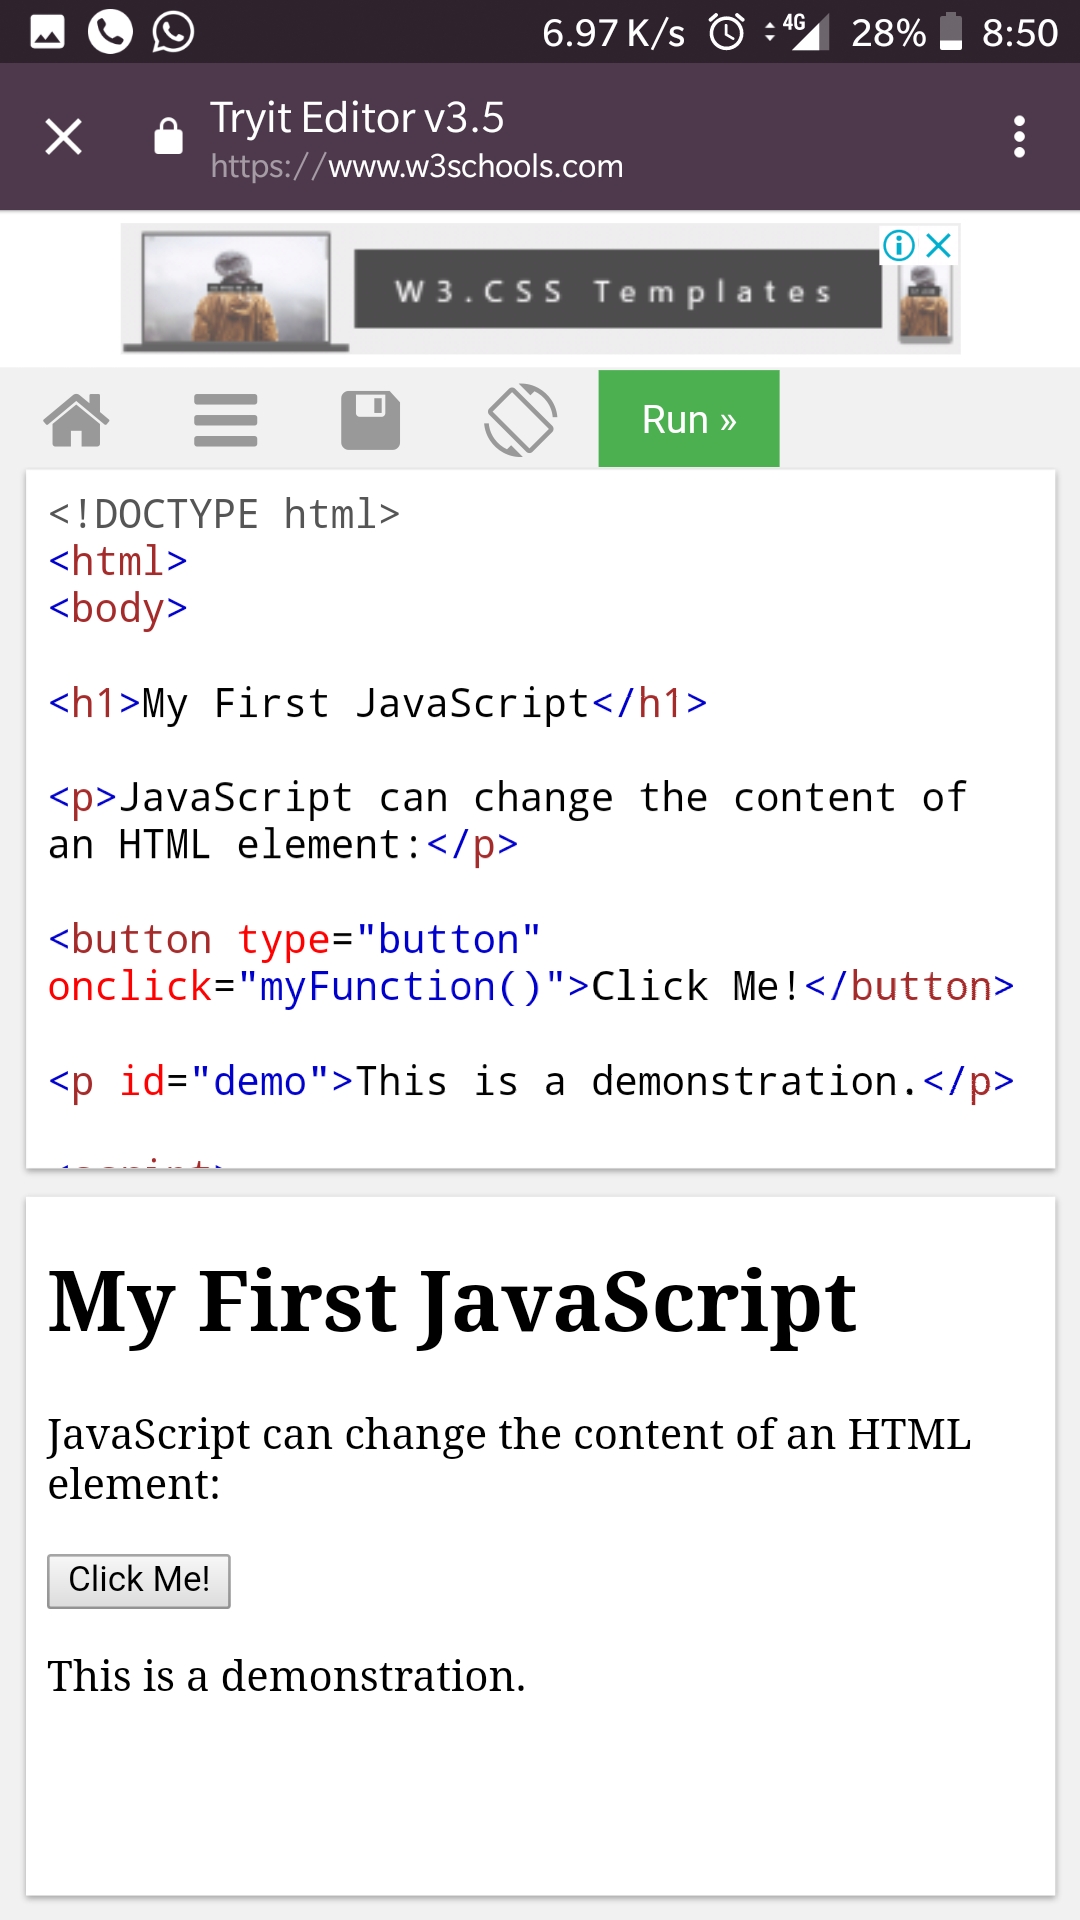 6.97 K/s 4G 28% 8:50
Tryit Editor v3.5
https://www.w3schools.com
W3.CSS Templates
Run »
<!DOCTYPE html>
<html>
<body>
<h1>My First JavaScript</h1>
<p>JavaScript can change the content of
an HTML element:</p>
<button type="button"
onclick="myFunction()">Click Me!</button>
<p id="demo">This is a demonstration.</p>
My First JavaScript
JavaScript can change the content of an HTML
element:
Click Me!
This is a demonstration.